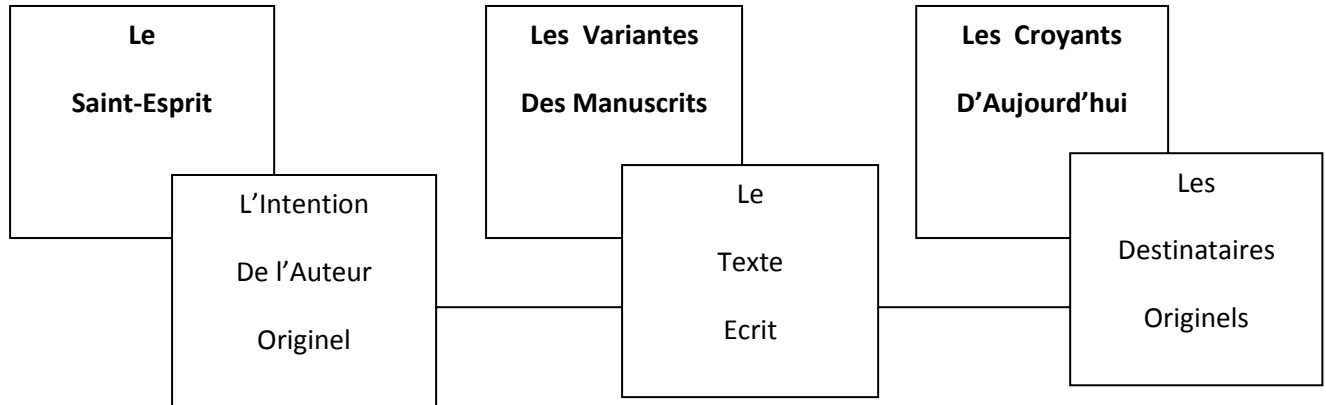 Le
Saint-Esprit
Les Variantes
Des Manuscrits
Les Croyants
D’Aujourd’hui
L’Intention
De l’Auteur
Originel
Le
Texte
Ecrit
Les
Destinataires
Originels